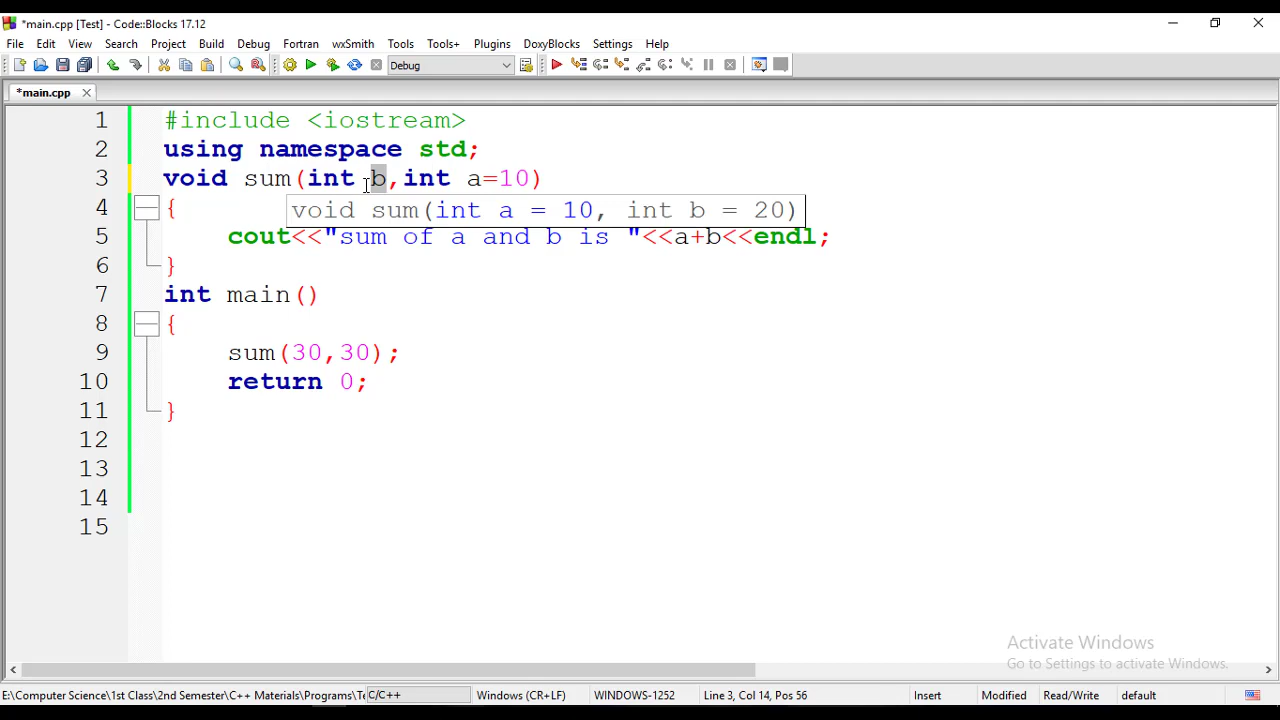 *main.cpp [Test] - Code::Blocks 17.12
File Edit View Search Project Build Debug Fortran wxSmith Tools Tools+ Plugins DoxyBlocks Settings Help
Debug
*main.cpp
1 #include <iostream>
2 using namespace std;
3 void sum(int b,int a=10)
4 {
void sum(int a = 10, int b = 20)
5 cout<<"sum of a and b is "<<a+b<<endl;
6 }
7 int main()
8 {
9 sum(30,30);
10 return 0;
11 }
12
13
14
15
Activate Windows
Go to Settings to activate Windows.
E:\Computer Science\1st Class\2nd Semester\C++ Materials\Programs\Te C/C++ Windows (CR+LF) WINDOWS-1252 Line 3, Col 14, Pos 56 Insert Modified Read/Write default